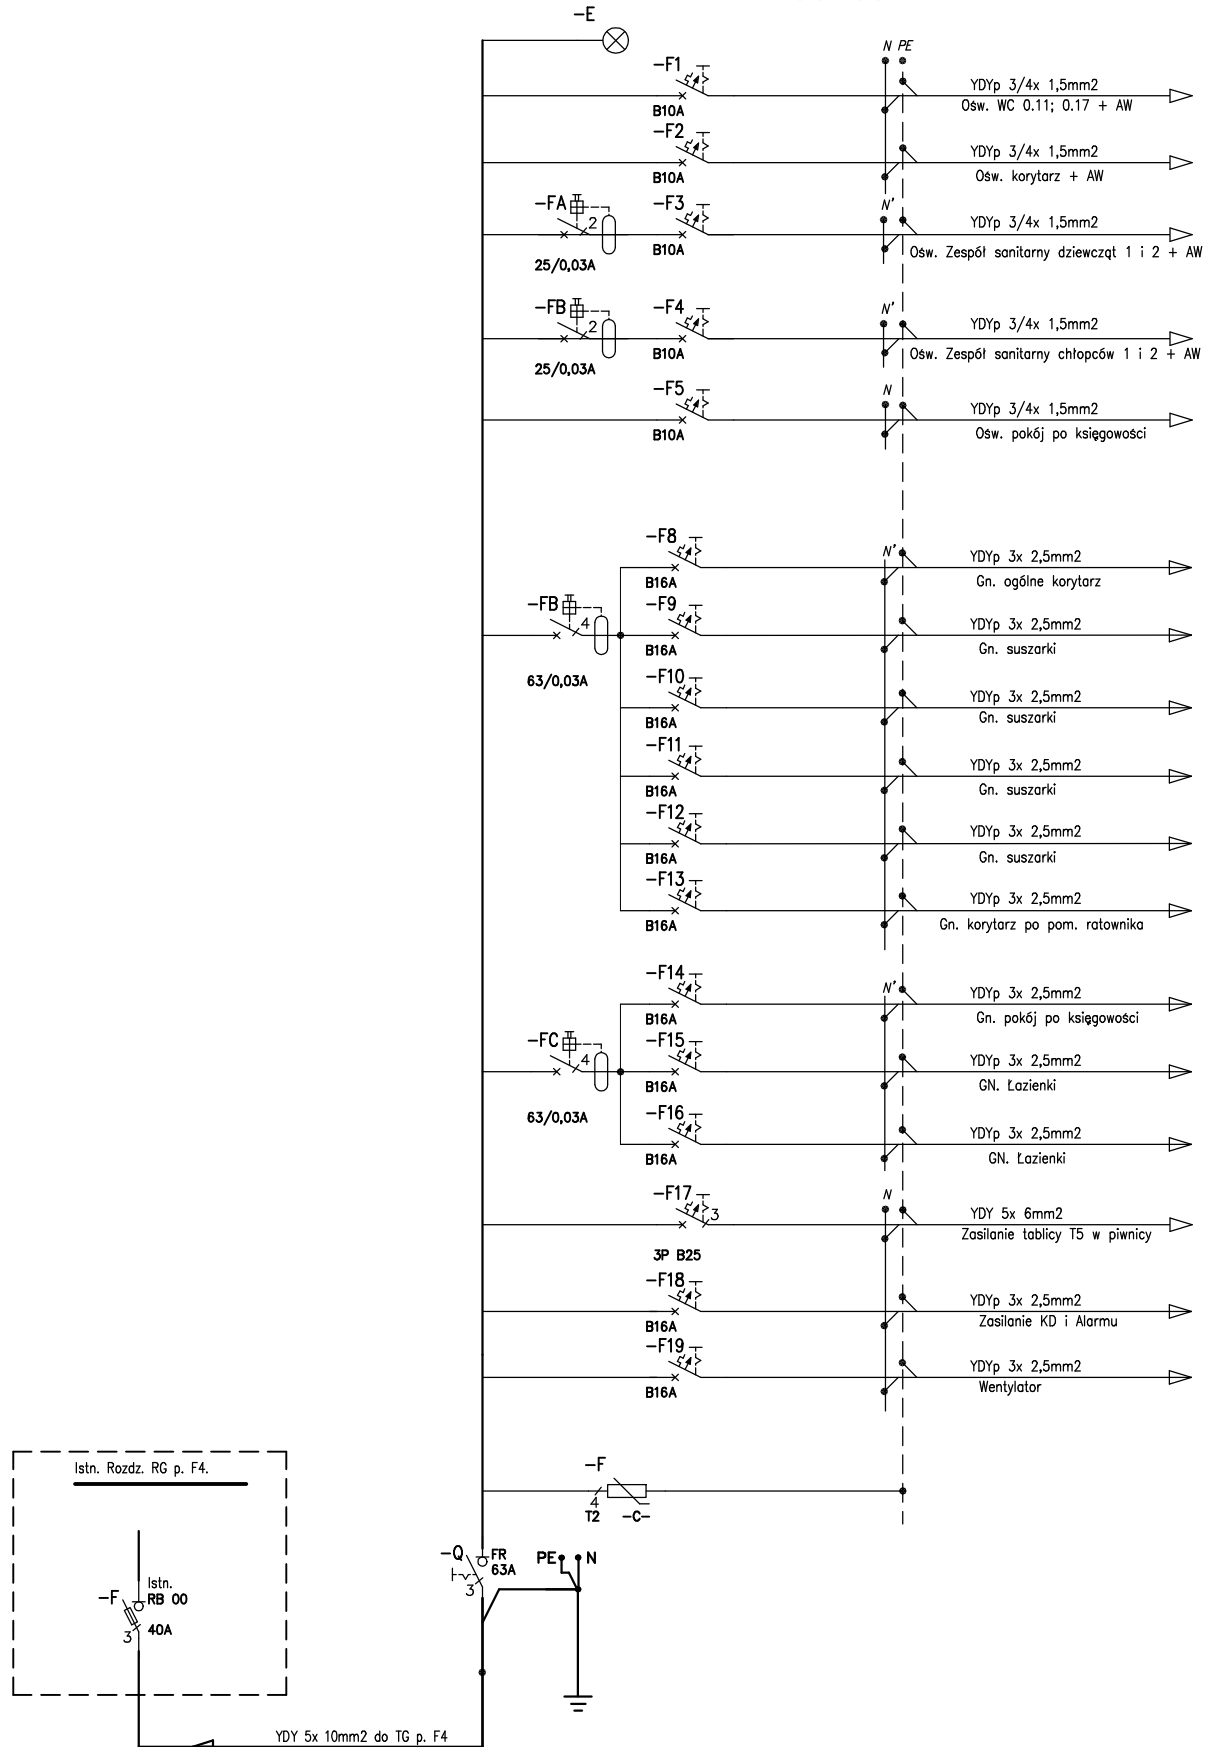 -E
N PE
-F1
B10A
YDYp 3/4x 1,5mm2
Ośw. WC 0.11; 0.17 + AW
-F2
B10A
YDYp 3/4x 1,5mm2
Ośw. korytarz + AW
-FA
2
25/0,03A
-F3
B10A
N'
YDYp 3/4x 1,5mm2
Ośw. Zespół sanitarny dziewcząt 1 i 2 + AW
-FB
2
25/0,03A
-F4
B10A
N'
YDYp 3/4x 1,5mm2
Ośw. Zespół sanitarny chłopców 1 i 2 + AW
-F5
B10A
N
YDYp 3/4x 1,5mm2
Ośw. pokój po księgowości
-F8
B16A
N'
YDYp 3x 2,5mm2
Gn. ogólne korytarz
-FB
4
63/0,03A
-F9
B16A
YDYp 3x 2,5mm2
Gn. suszarki
-F10
B16A
YDYp 3x 2,5mm2
Gn. suszarki
-F11
B16A
YDYp 3x 2,5mm2
Gn. suszarki
-F12
B16A
YDYp 3x 2,5mm2
Gn. suszarki
-F13
B16A
YDYp 3x 2,5mm2
Gn. korytarz po pom. ratownika
-F14
B16A
N'
YDYp 3x 2,5mm2
Gn. pokój po księgowości
-FC
4
63/0,03A
-F15
B16A
YDYp 3x 2,5mm2
GN. Łazienki
-F16
B16A
YDYp 3x 2,5mm2
GN. Łazienki
-F17
3
3P B25
N
YDY 5x 6mm2
Zasilanie tablicy T5 w piwnicy
-F18
B16A
YDYp 3x 2,5mm2
Zasilanie KD i Alarmu
-F19
B16A
YDYp 3x 2,5mm2
Wentylator
Istn. Rozdz. RG p. F4.
-F
4
T2 -C-
-Q
FR
63A
3
PE N
-F
Istn.
RB 00
3
40A
YDY 5x 10mm2 do TG p. F4